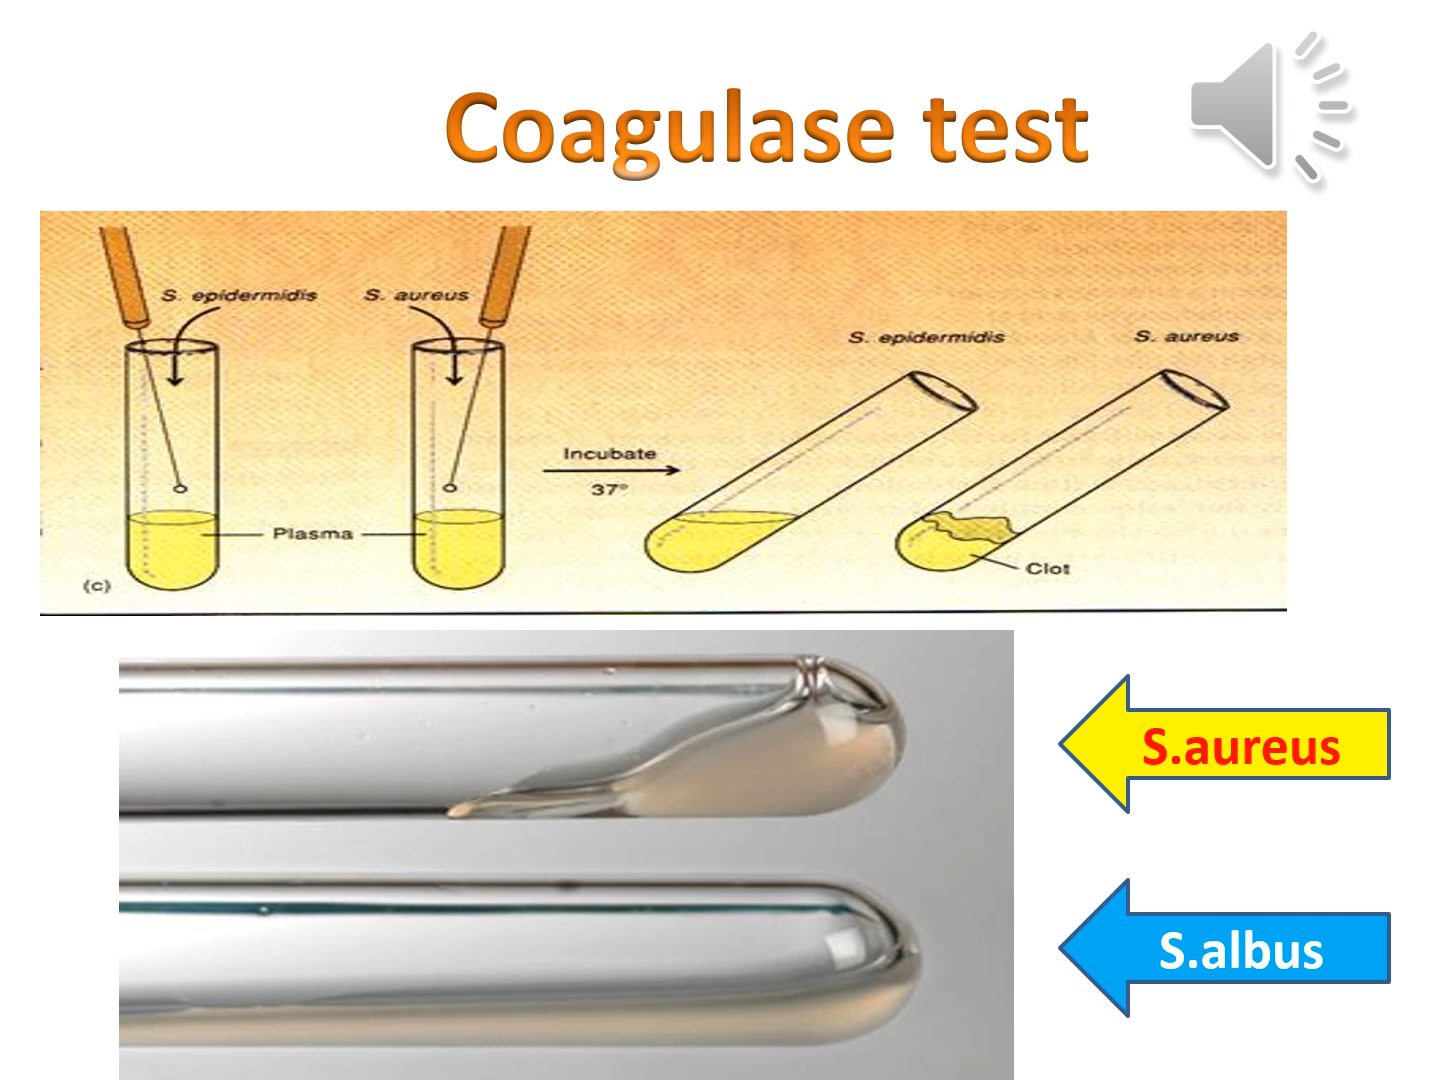 Coagulase test
S. epidermidis
S. aureus
S. epidermidis
S. aureus
Incubate
37°
Plasma
Clot
(c)
S.aureus
S.albus